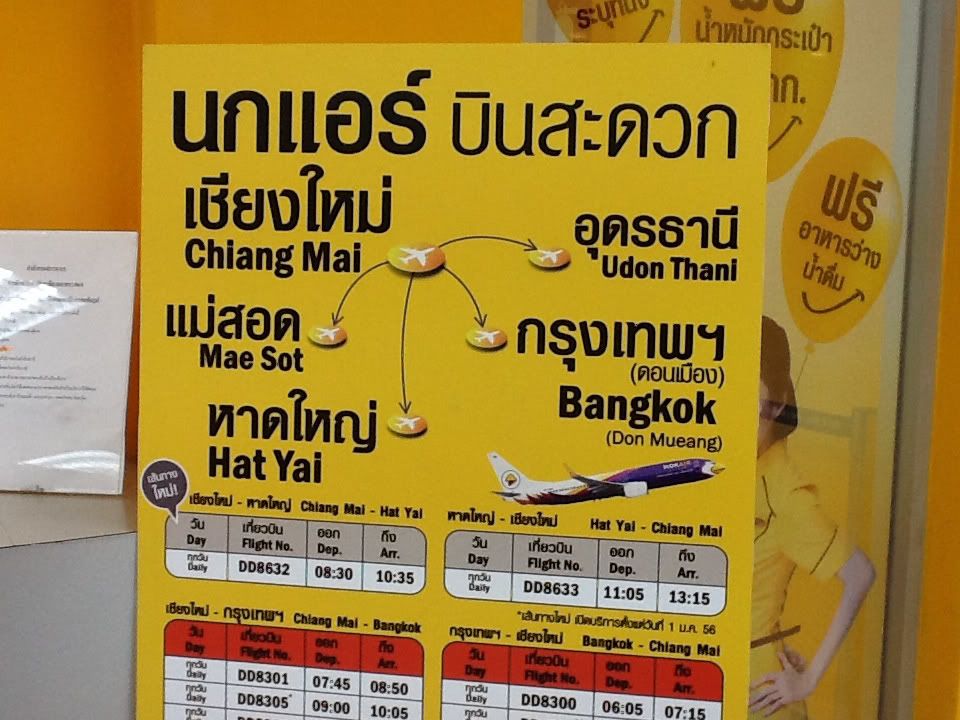 นกแอร์ บินสะดวก
เชียงใหม่
Chiang Mai
อุดรธานี
Udon Thani
แม่สอด
Mae Sot
กรุงเทพฯ
(ดอนเมือง)
Bangkok
(Don Mueang)
หาดใหญ่
Hat Yai
เส้นทาง
ใหม่!
เชียงใหม่ - หาดใหญ่ Chiang Mai - Hat Yai
วัน เที่ยวบิน ออก ถึง
Day Flight No. Dep. Arr.
ทุกวัน
Daily DD8632 08:30 10:35
หาดใหญ่ - เชียงใหม่ Hat Yai - Chiang Mai
วัน เที่ยวบิน ออก ถึง
Day Flight No. Dep. Arr.
ทุกวัน
Daily DD8633 11:05 13:15
*เส้นทางใหม่ เปิดบริการตั้งแต่วันที่ 1 ม.ค. 56
เชียงใหม่ - กรุงเทพฯ Chiang Mai - Bangkok
วัน เที่ยวบิน ออก ถึง
Day Flight No. Dep. Arr.
ทุกวัน
Daily DD8301 07:45 08:50
ทุกวัน
Daily DD8305* 09:00 10:05
กรุงเทพฯ - เชียงใหม่ Bangkok - Chiang Mai
วัน เที่ยวบิน ออก ถึง
Day Flight No. Dep. Arr.
ทุกวัน
Daily DD8300 06:05 07:15
น้ำหนักกระเป๋า
ฟรี
อาหารว่าง
น้ำดื่ม